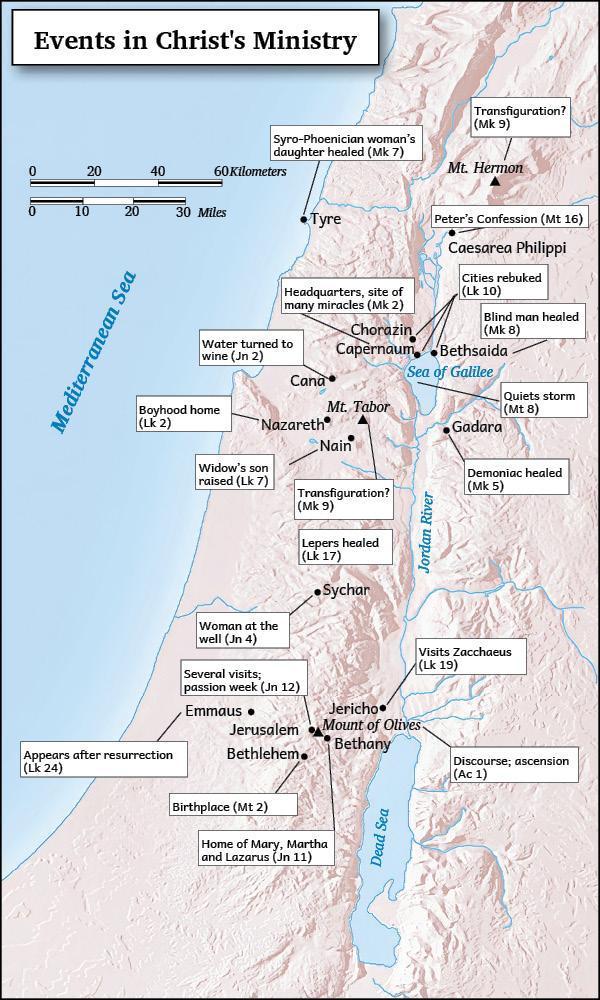 Events in Christ's Ministry
Transfiguration?
(Mk 9)
Syro-Phoenician woman's
daughter healed (Mk 7)
Mt. Hermon
0 20 40 60 Kilometers
0 10 20 30 Miles
Tyre
Peter's Confession (Mt 16)
Caesarea Philippi
Cities rebuked
(Lk 10)
Headquarters, site of
many miracles (Mk 2)
Blind man healed
(Mk 8)
Mediterranean Sea
Chorazin
Capernaum
Bethsaida
Water turned to
wine (Jn 2)
Sea of Galilee
Cana
Quiets storm
(Mt 8)
Boyhood home
(Lk 2)
Mt. Tabor
Nazareth
Gadara
Nain
Widow's son
raised (Lk 7)
Demoniac healed
(Mk 5)
Transfiguration?
(Mk 9)
Jordan River
Lepers healed
(Lk 17)
Sychar
Woman at the
well (Jn 4)
Visits Zacchaeus
(Lk 19)
Several visits;
passion week (Jn 12)
Emmaus
Jericho
Jerusalem
Mount of Olives
Bethany
Appears after resurrection
(Lk 24)
Bethlehem
Discourse; ascension
(Ac 1)
Birthplace (Mt 2)
Dead Sea
Home of Mary, Martha
and Lazarus (Jn 11)